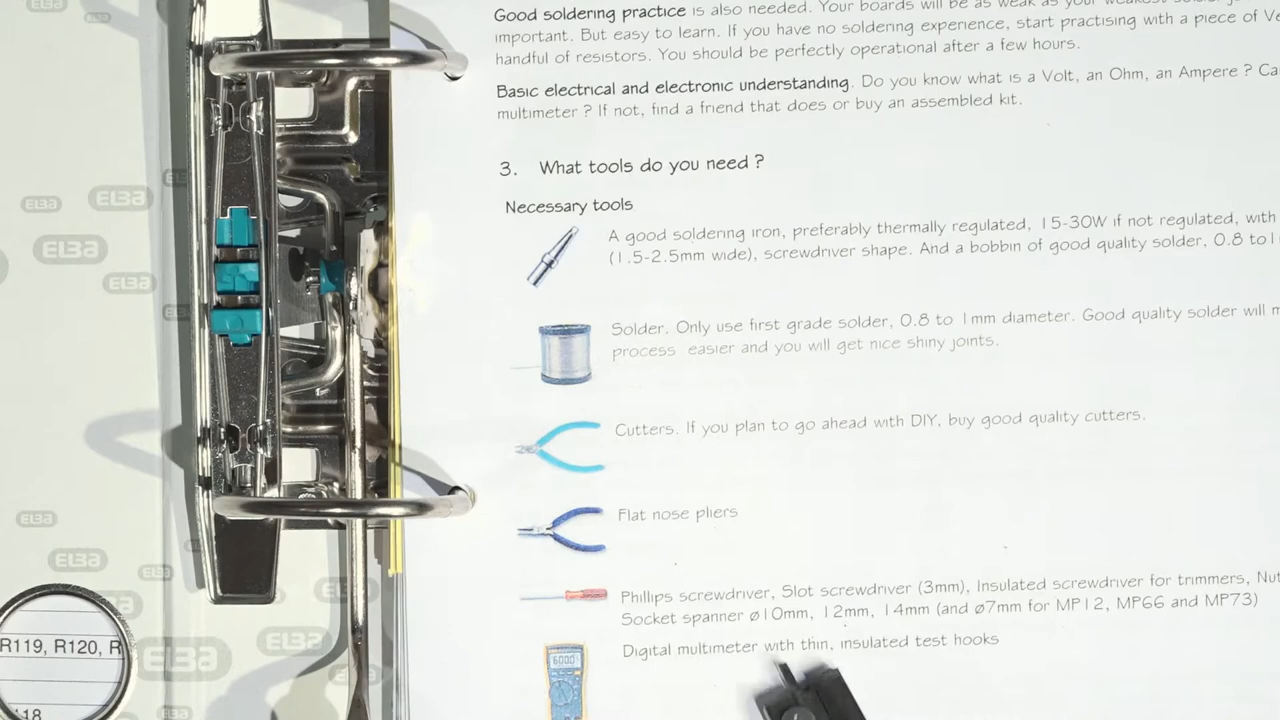 Good soldering practice is also needed. Your boards will be as weak as your weakest
important. But easy to learn. If you have no soldering experience, start practising with a piece of
handful of resistors. You should be perfectly operational after a few hours.
Basic electrical and electronic understanding. Do you know what is a Volt, an Ohm, an Ampere ?
multimeter ? If not, find a friend that does or buy an assembled kit.
3. What tools do you need ?
Necessary tools
A good soldering iron, preferably thermally regulated, 15-30W if not regulated, with
(1.5-2.5mm wide), screwdriver shape. And a bobbin of good quality solder, 0.8 to
Solder. Only use first grade solder, 0.8 to 1mm diameter. Good quality solder will
process easier and you will get nice shiny joints.
Cutters. If you plan to go ahead with DIY, buy good quality cutters.
Flat nose pliers
Phillips screwdriver, Slot screwdriver (3mm), Insulated screwdriver for trimmers,
Socket spanner ø10mm, 12mm, 14mm (and ø7mm for MP12, MP66 and MP73)
Digital multimeter with thin, insulated test hooks
6000
R119, R120, R
ELBA
ELBA
ELBA
ELBA
ELBA
ELBA
ELBA
ELBA
ELBA
ELBA